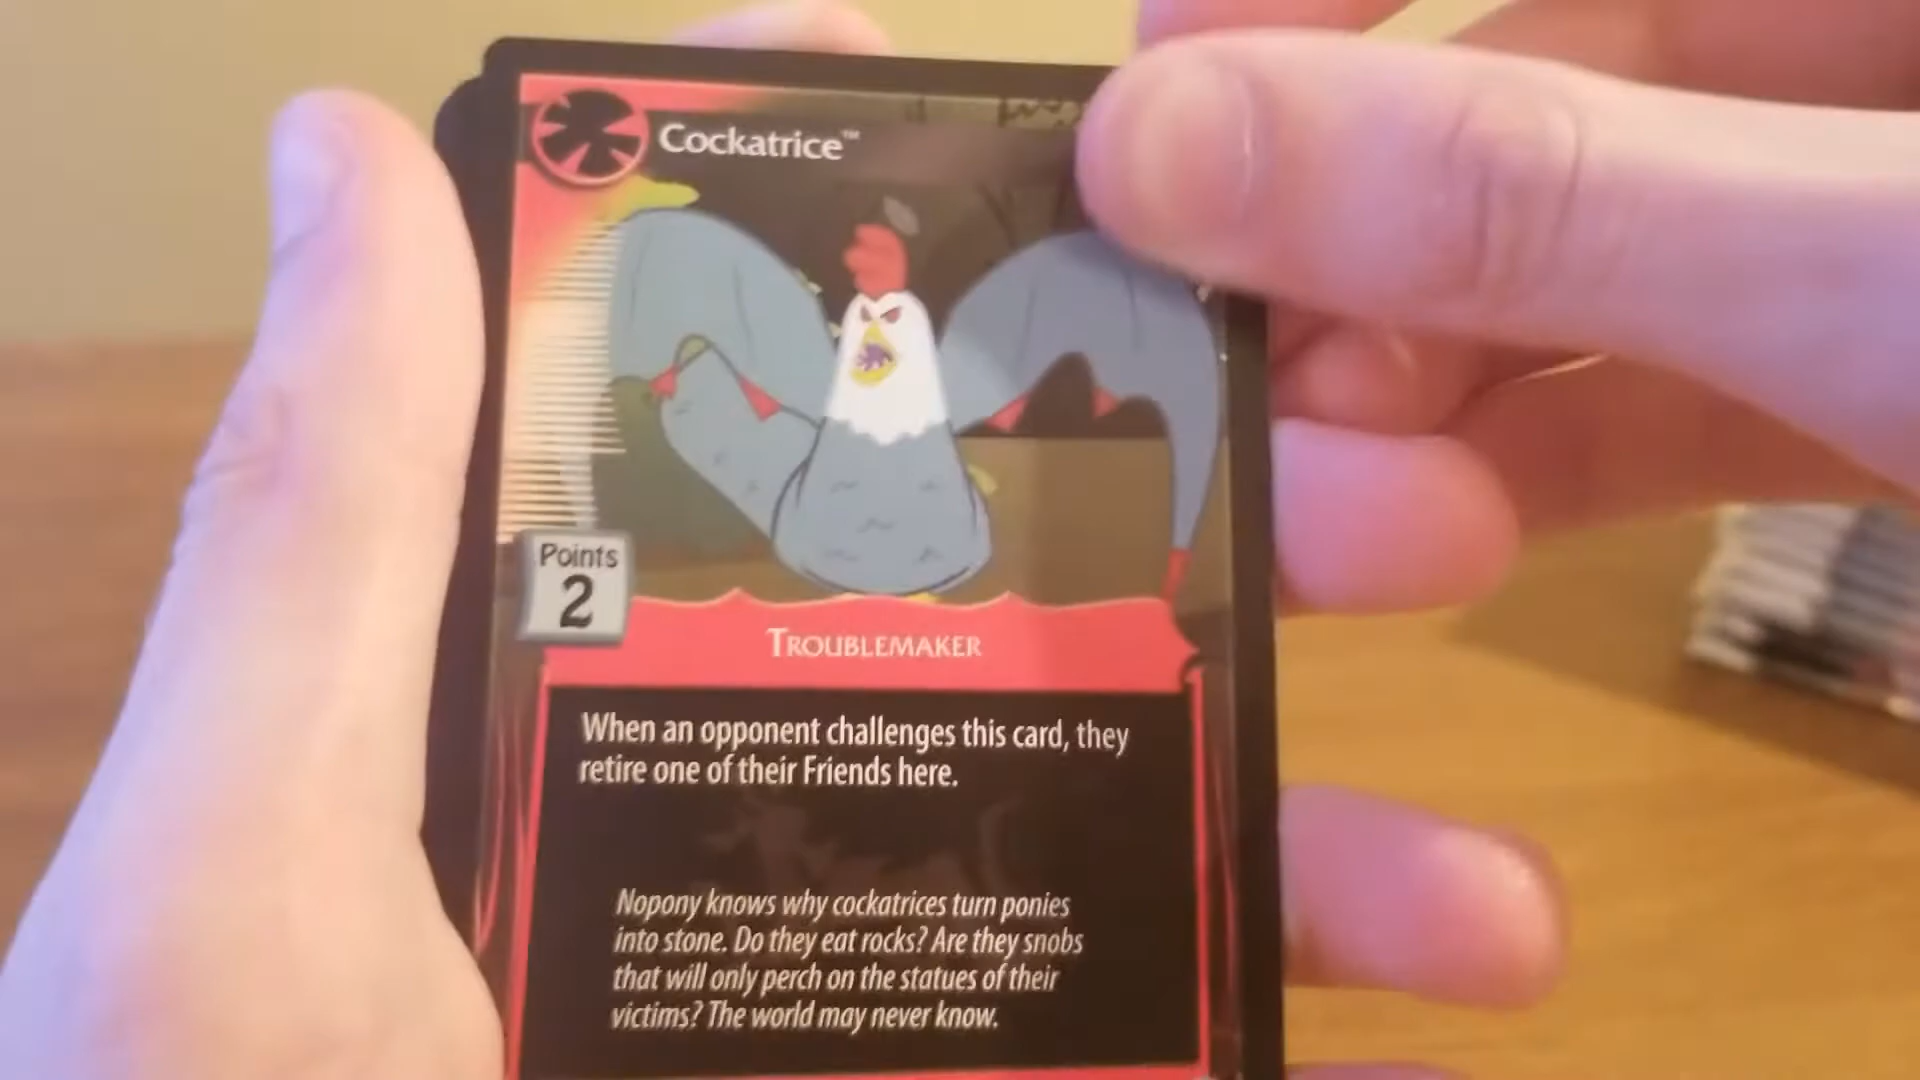 Cockatrice™
Points
2
TROUBLEMAKER
When an opponent challenges this card, they
retire one of their Friends here.
Nopony knows why cockatrices turn ponies
into stone. Do they eat rocks? Are they snobs
that will only perch on the statues of their
victims? The world may never know.